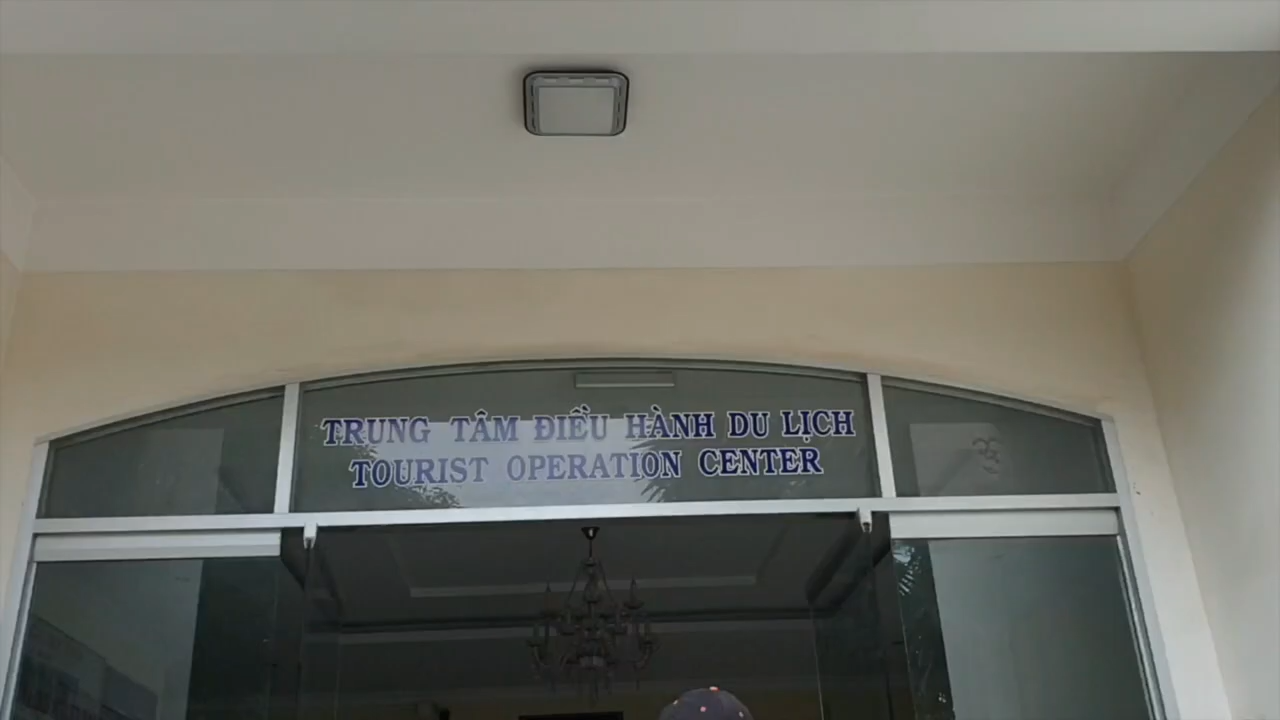 TRUNG TÂM ĐIỀU HÀNH DU LỊCH
TOURIST OPERATION CENTER